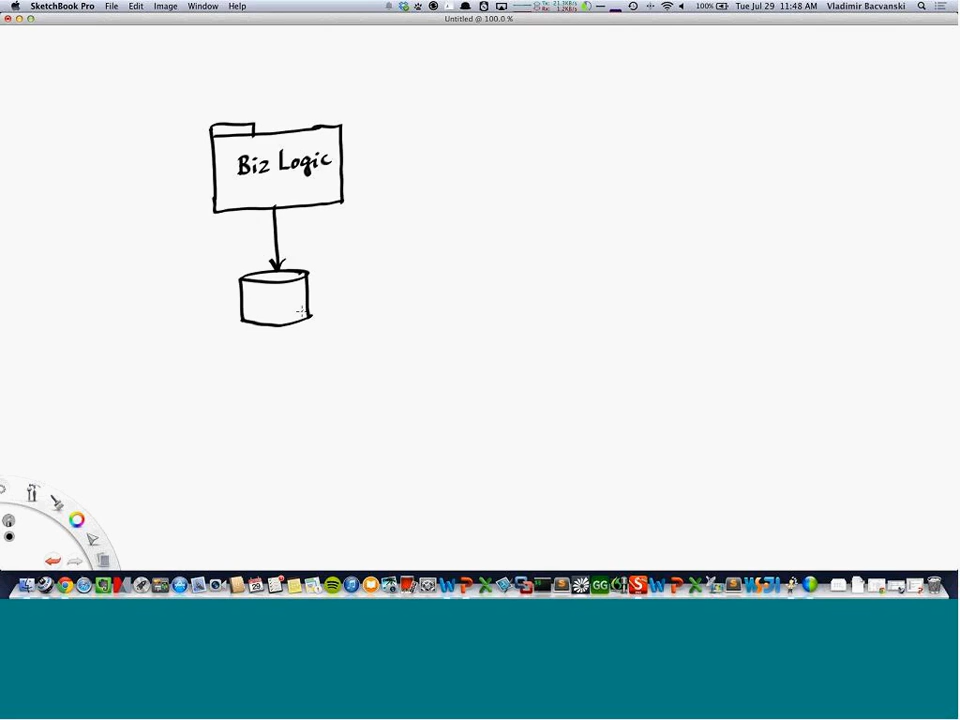 SketchBook Pro File Edit Image Window Help 100% Tue Jul 29 11:48 AM Vladimir Bacvanski
Untitled @ 100.0 %
Biz Logic